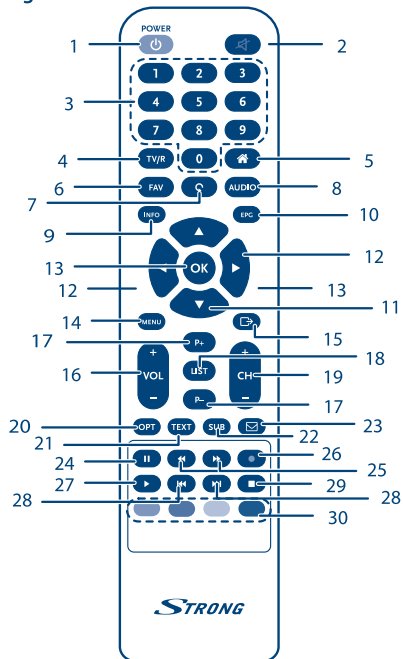 POWER
1
2
1 2 3
3
4 5 6
7 8 9
4
TV/R
0
5
6
FAV
AUDIO
8
7
9
INFO
EPG
10
13
OK
12
12
13
11
14
MENU
15
17
P+
18
16
+
VOL
-
LIST
+
CH
-
19
P-
17
20
OPT
TEXT
SUB
23
21
22
24
26
25
27
29
28
28
30
STRONG